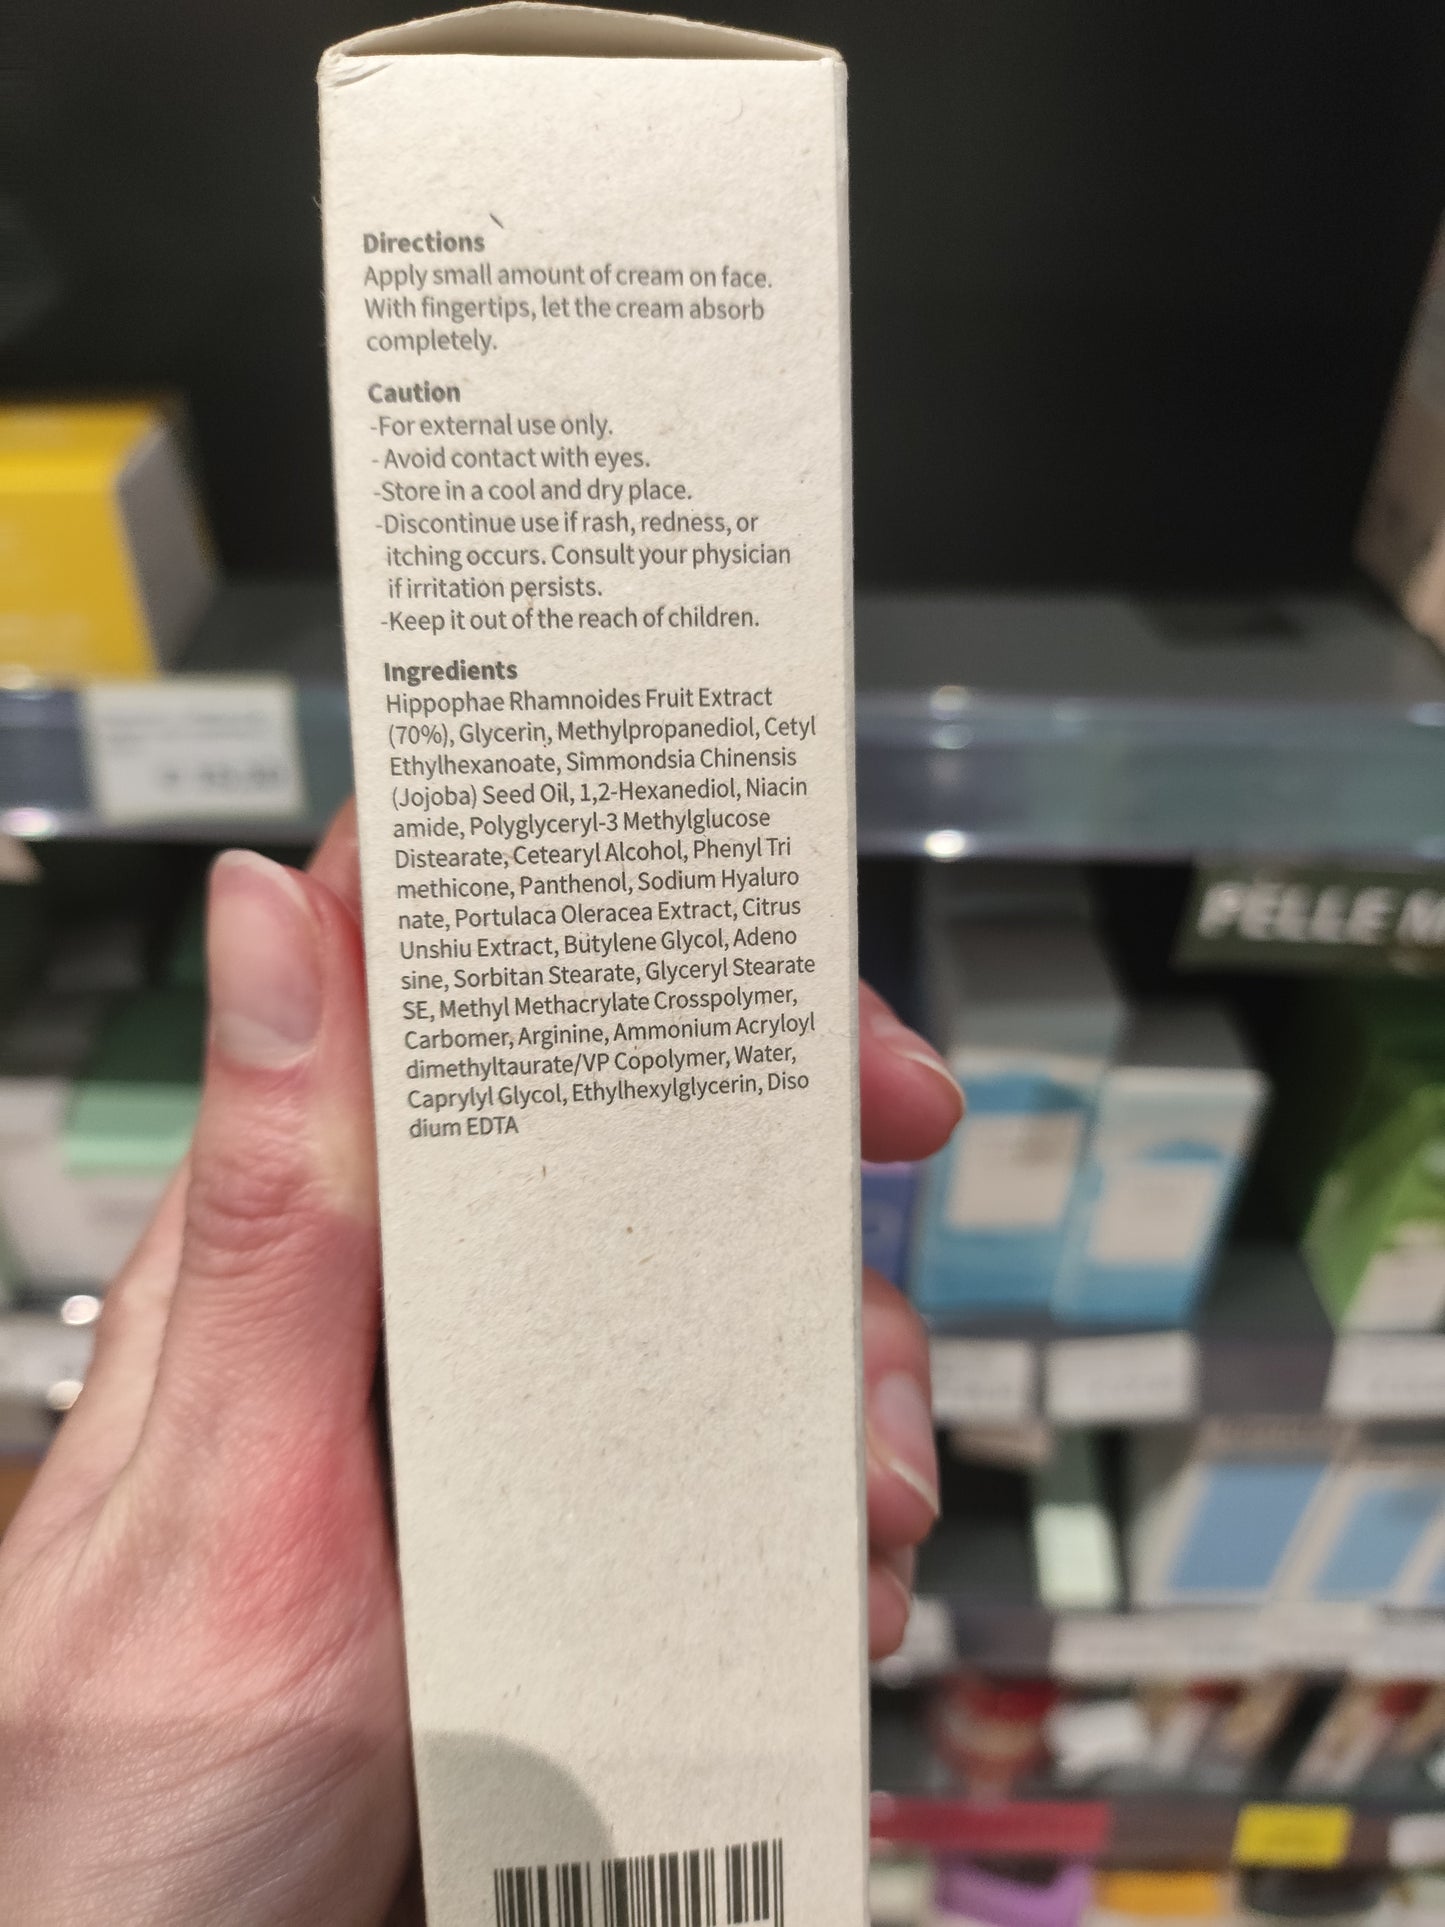 Directions
Apply small amount of cream on face.
With fingertips, let the cream absorb
completely.
Caution
-For external use only.
- Avoid contact with eyes.
-Store in a cool and dry place.
-Discontinue use if rash, redness, or
itching occurs. Consult your physician
if irritation persists.
-Keep it out of the reach of children.
Ingredients
Hippophae Rhamnoides Fruit Extract
(70%), Glycerin, Methylpropanediol, Cetyl
Ethylhexanoate, Simmondsia Chinensis
(Jojoba) Seed Oil, 1,2-Hexanediol, Niacin
amide, Polyglyceryl-3 Methylglucose
Distearate, Cetearyl Alcohol, Phenyl Tri
methicone, Panthenol, Sodium Hyaluro
nate, Portulaca Oleracea Extract, Citrus
Unshiu Extract, Butylene Glycol, Adeno
sine, Sorbitan Stearate, Glyceryl Stearate
SE, Methyl Methacrylate Crosspolymer,
Carbomer, Arginine, Ammonium Acryloyl
dimethyltaurate/VP Copolymer, Water,
Caprylyl Glycol, Ethylhexylglycerin, Diso
dium EDTA
PELLE M